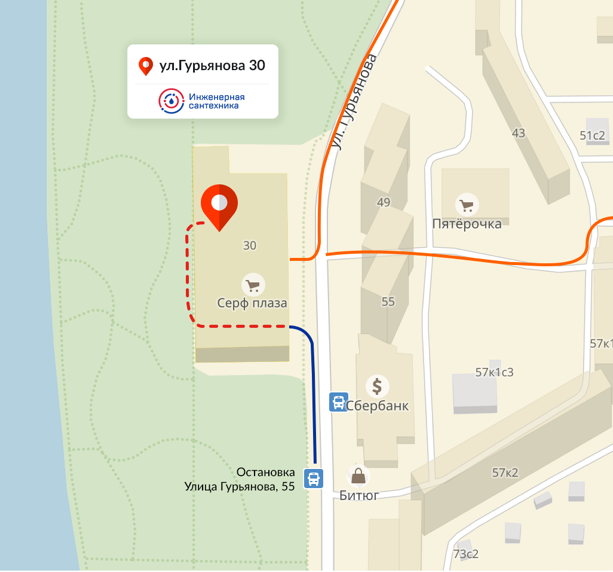 ул.Гурьянова 30
Инженерная
сантехника
ул. Гурьянова
43
51с2
49
Пятёрочка
30
Серф плаза
55
57к1
57к1с3
$
Сбербанк
Остановка
Улица Гурьянова, 55
57к2
Битюг
73с2